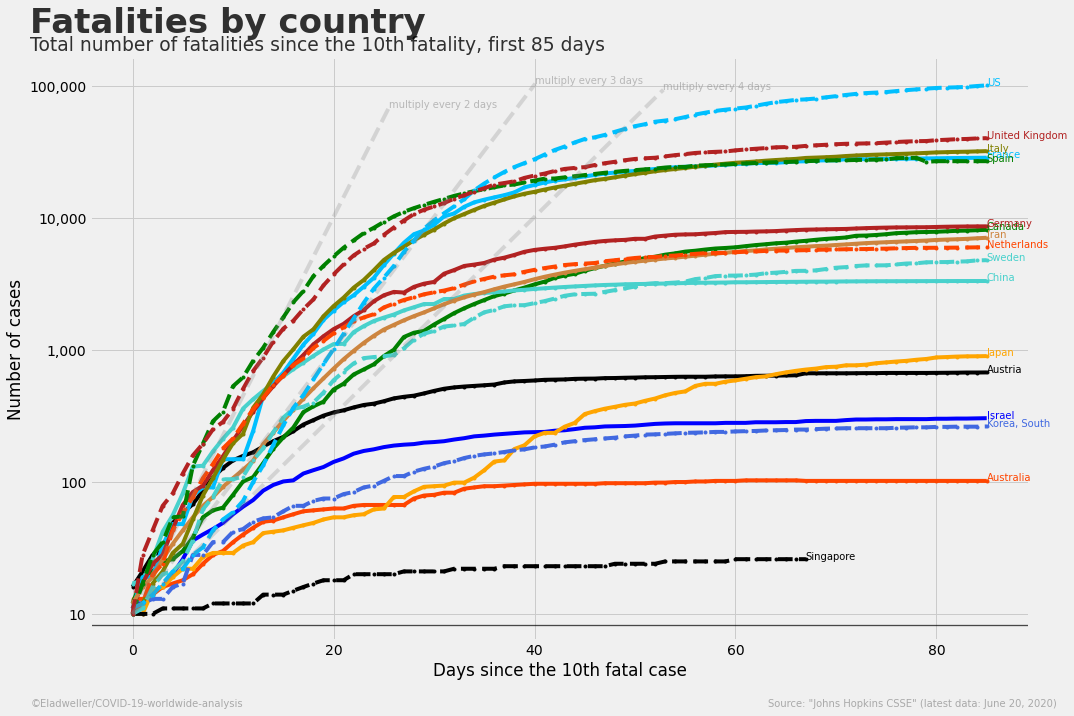 Fatalities by country
Total number of fatalities since the 10th fatality, first 85 days
100,000
10,000
1,000
100
10
Number of cases
multiply every 2 days
multiply every 3 days
multiply every 4 days
US
United Kingdom
Italy
France
Spain
Germany
Canada
Iran
Netherlands
Sweden
China
Japan
Austria
Israel
Korea, South
Australia
Singapore
0
20
40
60
80
Days since the 10th fatal case
©Eladweller/COVID-19-worldwide-analysis
Source: "Johns Hopkins CSSE" (latest data: June 20, 2020)